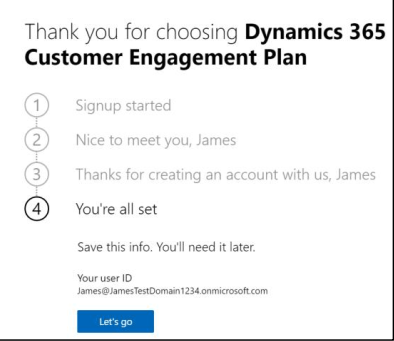 Thank you for choosing Dynamics 365
Customer Engagement Plan
1 Signup started
2 Nice to meet you, James
3 Thanks for creating an account with us, James
4 You're all set
Save this info. You'll need it later.
Your user ID
James@JamesTestDomain1234.onmicrosoft.com
Let's go